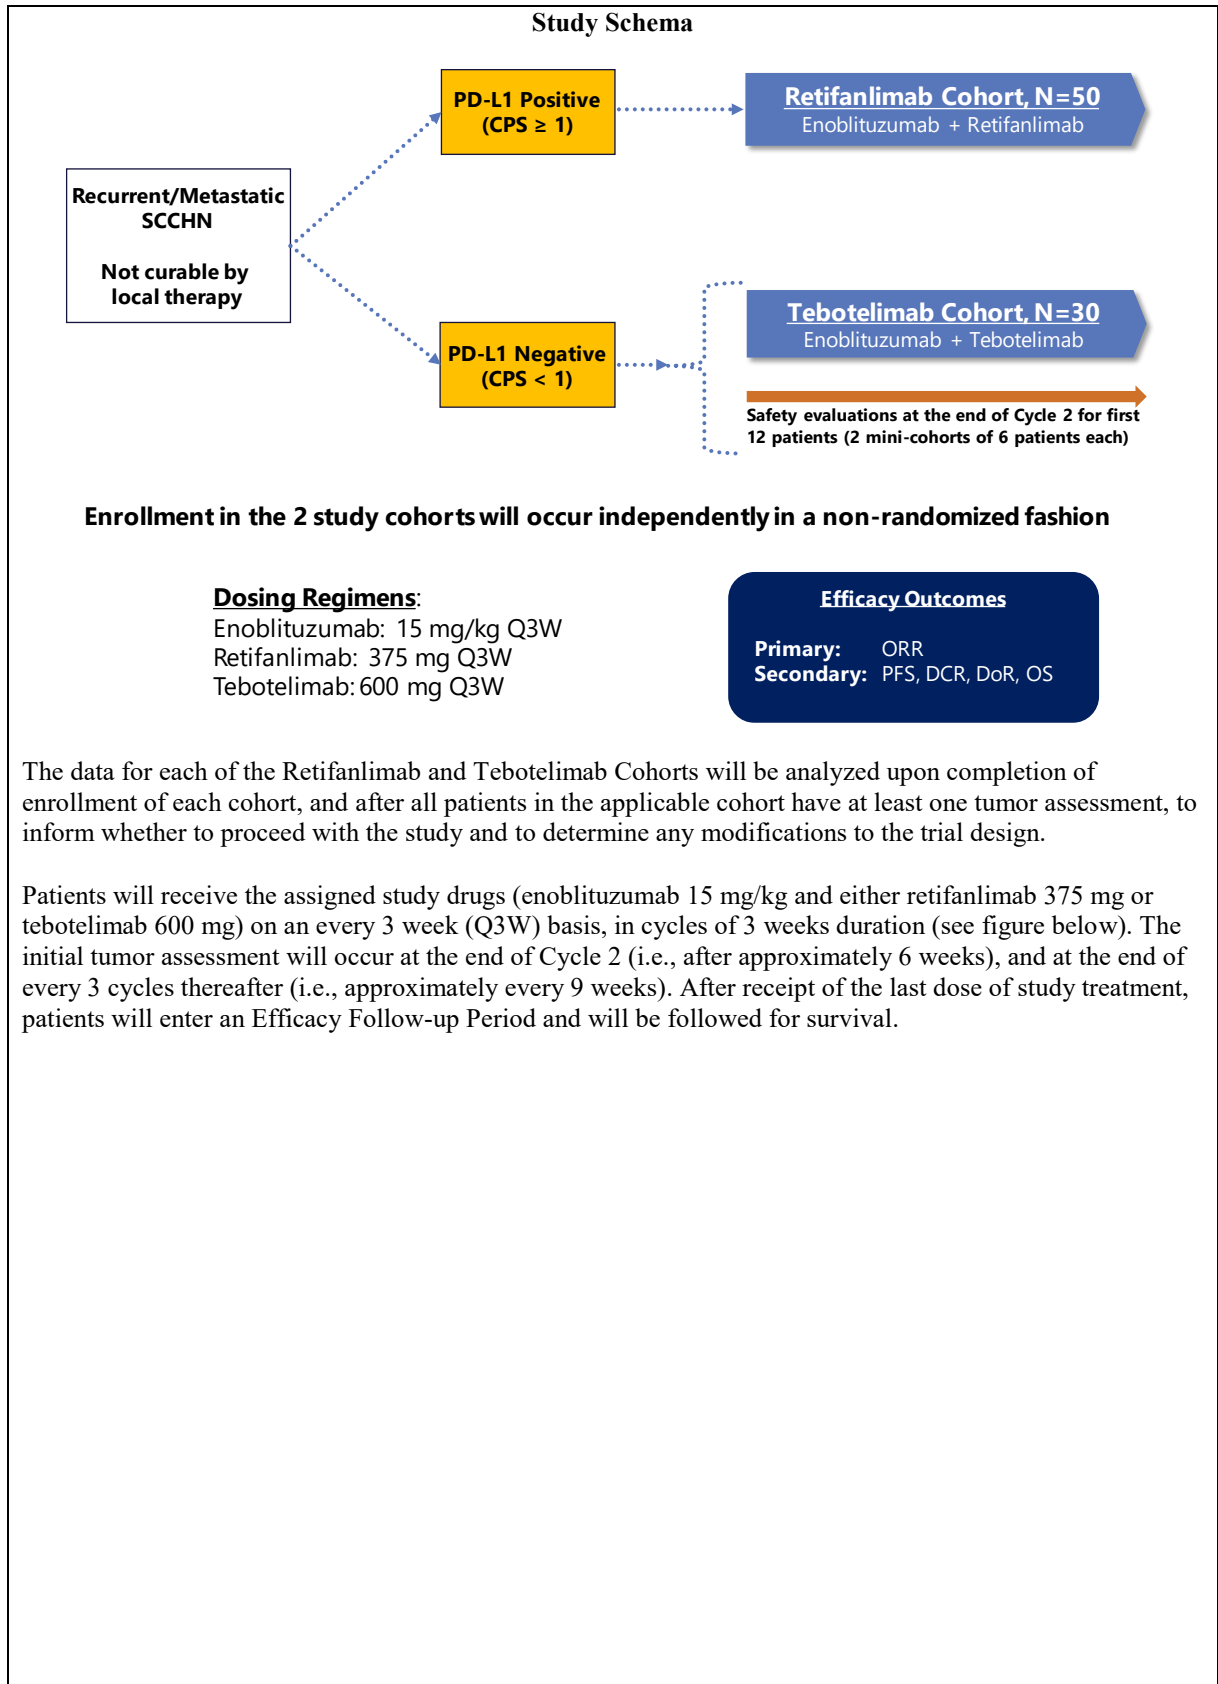 Study Schema
PD-L1 Positive
(CPS ≥ 1)
Retifanlimab Cohort, N=50
Enoblituzumab + Retifanlimab
Recurrent/Metastatic
SCCHN
Not curable by
local therapy
PD-L1 Negative
(CPS < 1)
Tebotelimab Cohort, N=30
Enoblituzumab + Tebotelimab
Safety evaluations at the end of Cycle 2 for first
12 patients (2 mini-cohorts of 6 patients each)
Enrollment in the 2 study cohorts will occur independently in a non-randomized fashion
Dosing Regimens:
Enoblituzumab: 15 mg/kg Q3W
Retifanlimab: 375 mg Q3W
Tebotelimab: 600 mg Q3W
Efficacy Outcomes
Primary: ORR
Secondary: PFS, DCR, DoR, OS
The data for each of the Retifanlimab and Tebotelimab Cohorts will be analyzed upon completion of
enrollment of each cohort, and after all patients in the applicable cohort have at least one tumor assessment, to
inform whether to proceed with the study and to determine any modifications to the trial design.
Patients will receive the assigned study drugs (enoblituzumab 15 mg/kg and either retifanlimab 375 mg or
tebotelimab 600 mg) on an every 3 week (Q3W) basis, in cycles of 3 weeks duration (see figure below). The
initial tumor assessment will occur at the end of Cycle 2 (i.e., after approximately 6 weeks), and at the end of
every 3 cycles thereafter (i.e., approximately every 9 weeks). After receipt of the last dose of study treatment,
patients will enter an Efficacy Follow-up Period and will be followed for survival.